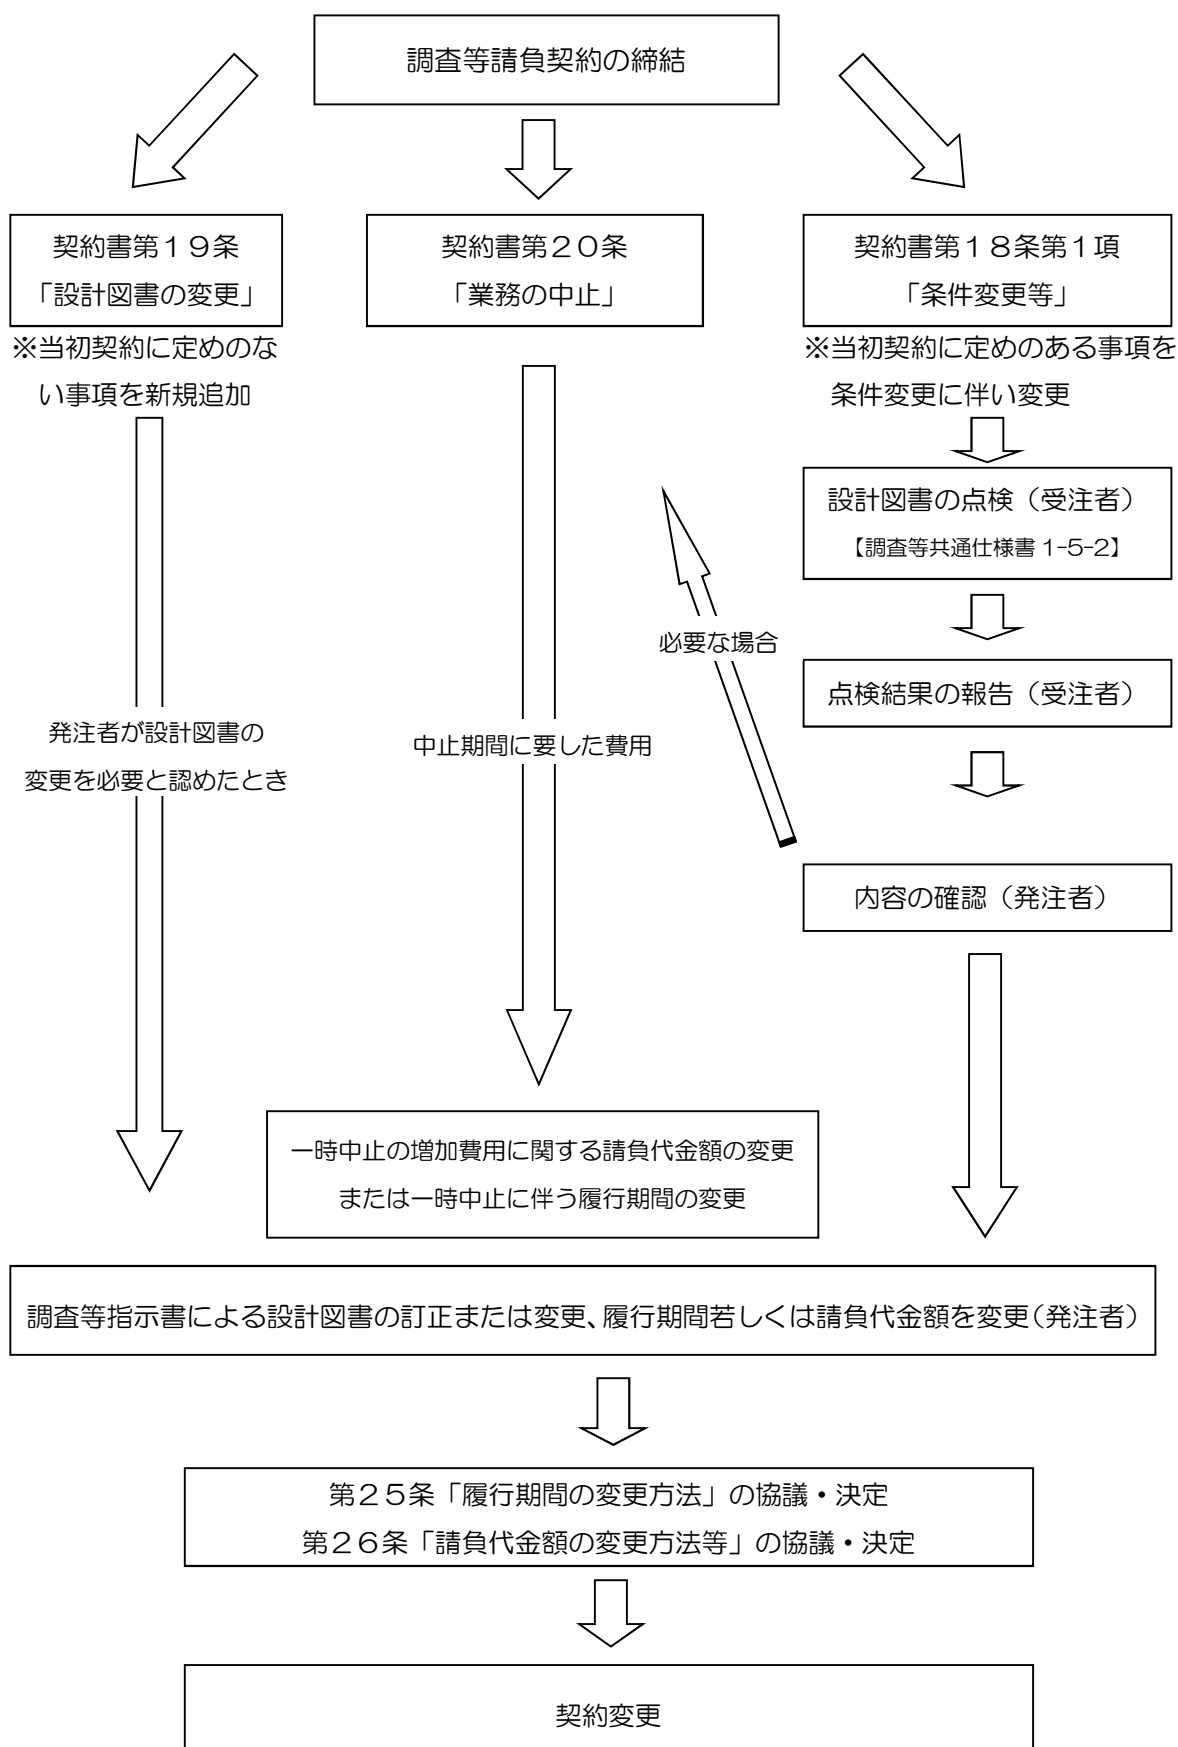 調査等請負契約の締結
契約書第１９条
「設計図書の変更」
※当初契約に定めのな
い事項を新規追加
発注者が設計図書の
変更を必要と認めたとき
契約書第２０条
「業務の中止」
中止期間に要した費用
一時中止の増加費用に関する請負代金額の変更
または一時中止に伴う履行期間の変更
契約書第１８条第１項
「条件変更等」
※当初契約に定めのある事項を
条件変更に伴い変更
設計図書の点検（受注者）
【調査等共通仕様書 1-5-2】
点検結果の報告（受注者）
必要な場合
内容の確認（発注者）
調査等指示書による設計図書の訂正または変更、履行期間若しくは請負代金額を変更（発注者）
第２５条「履行期間の変更方法」の協議・決定
第２６条「請負代金額の変更方法等」の協議・決定
契約変更